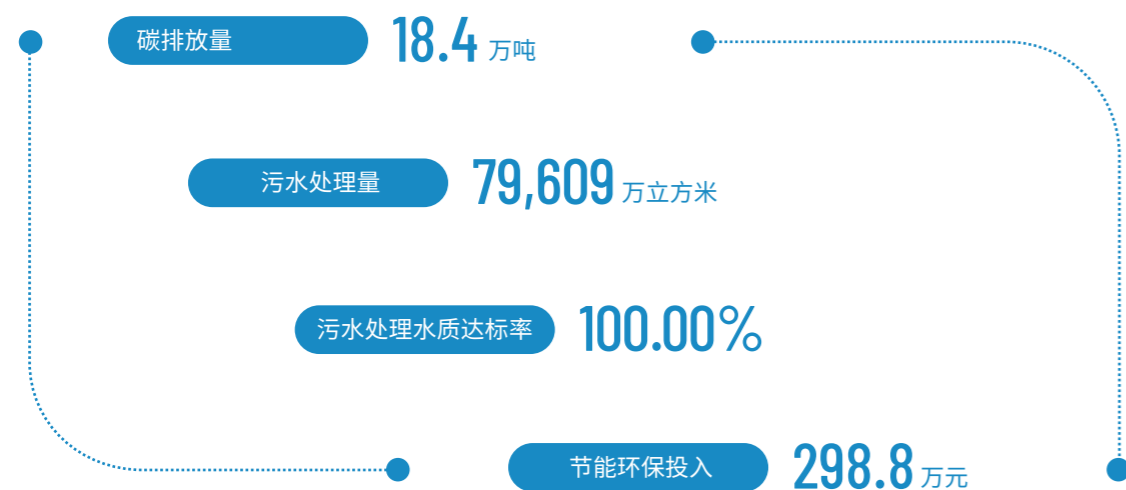 碳排放量 18.4 万吨
污水处理量 79,609 万立方米
污水处理水质达标率 100.00%
节能环保投入 298.8 万元